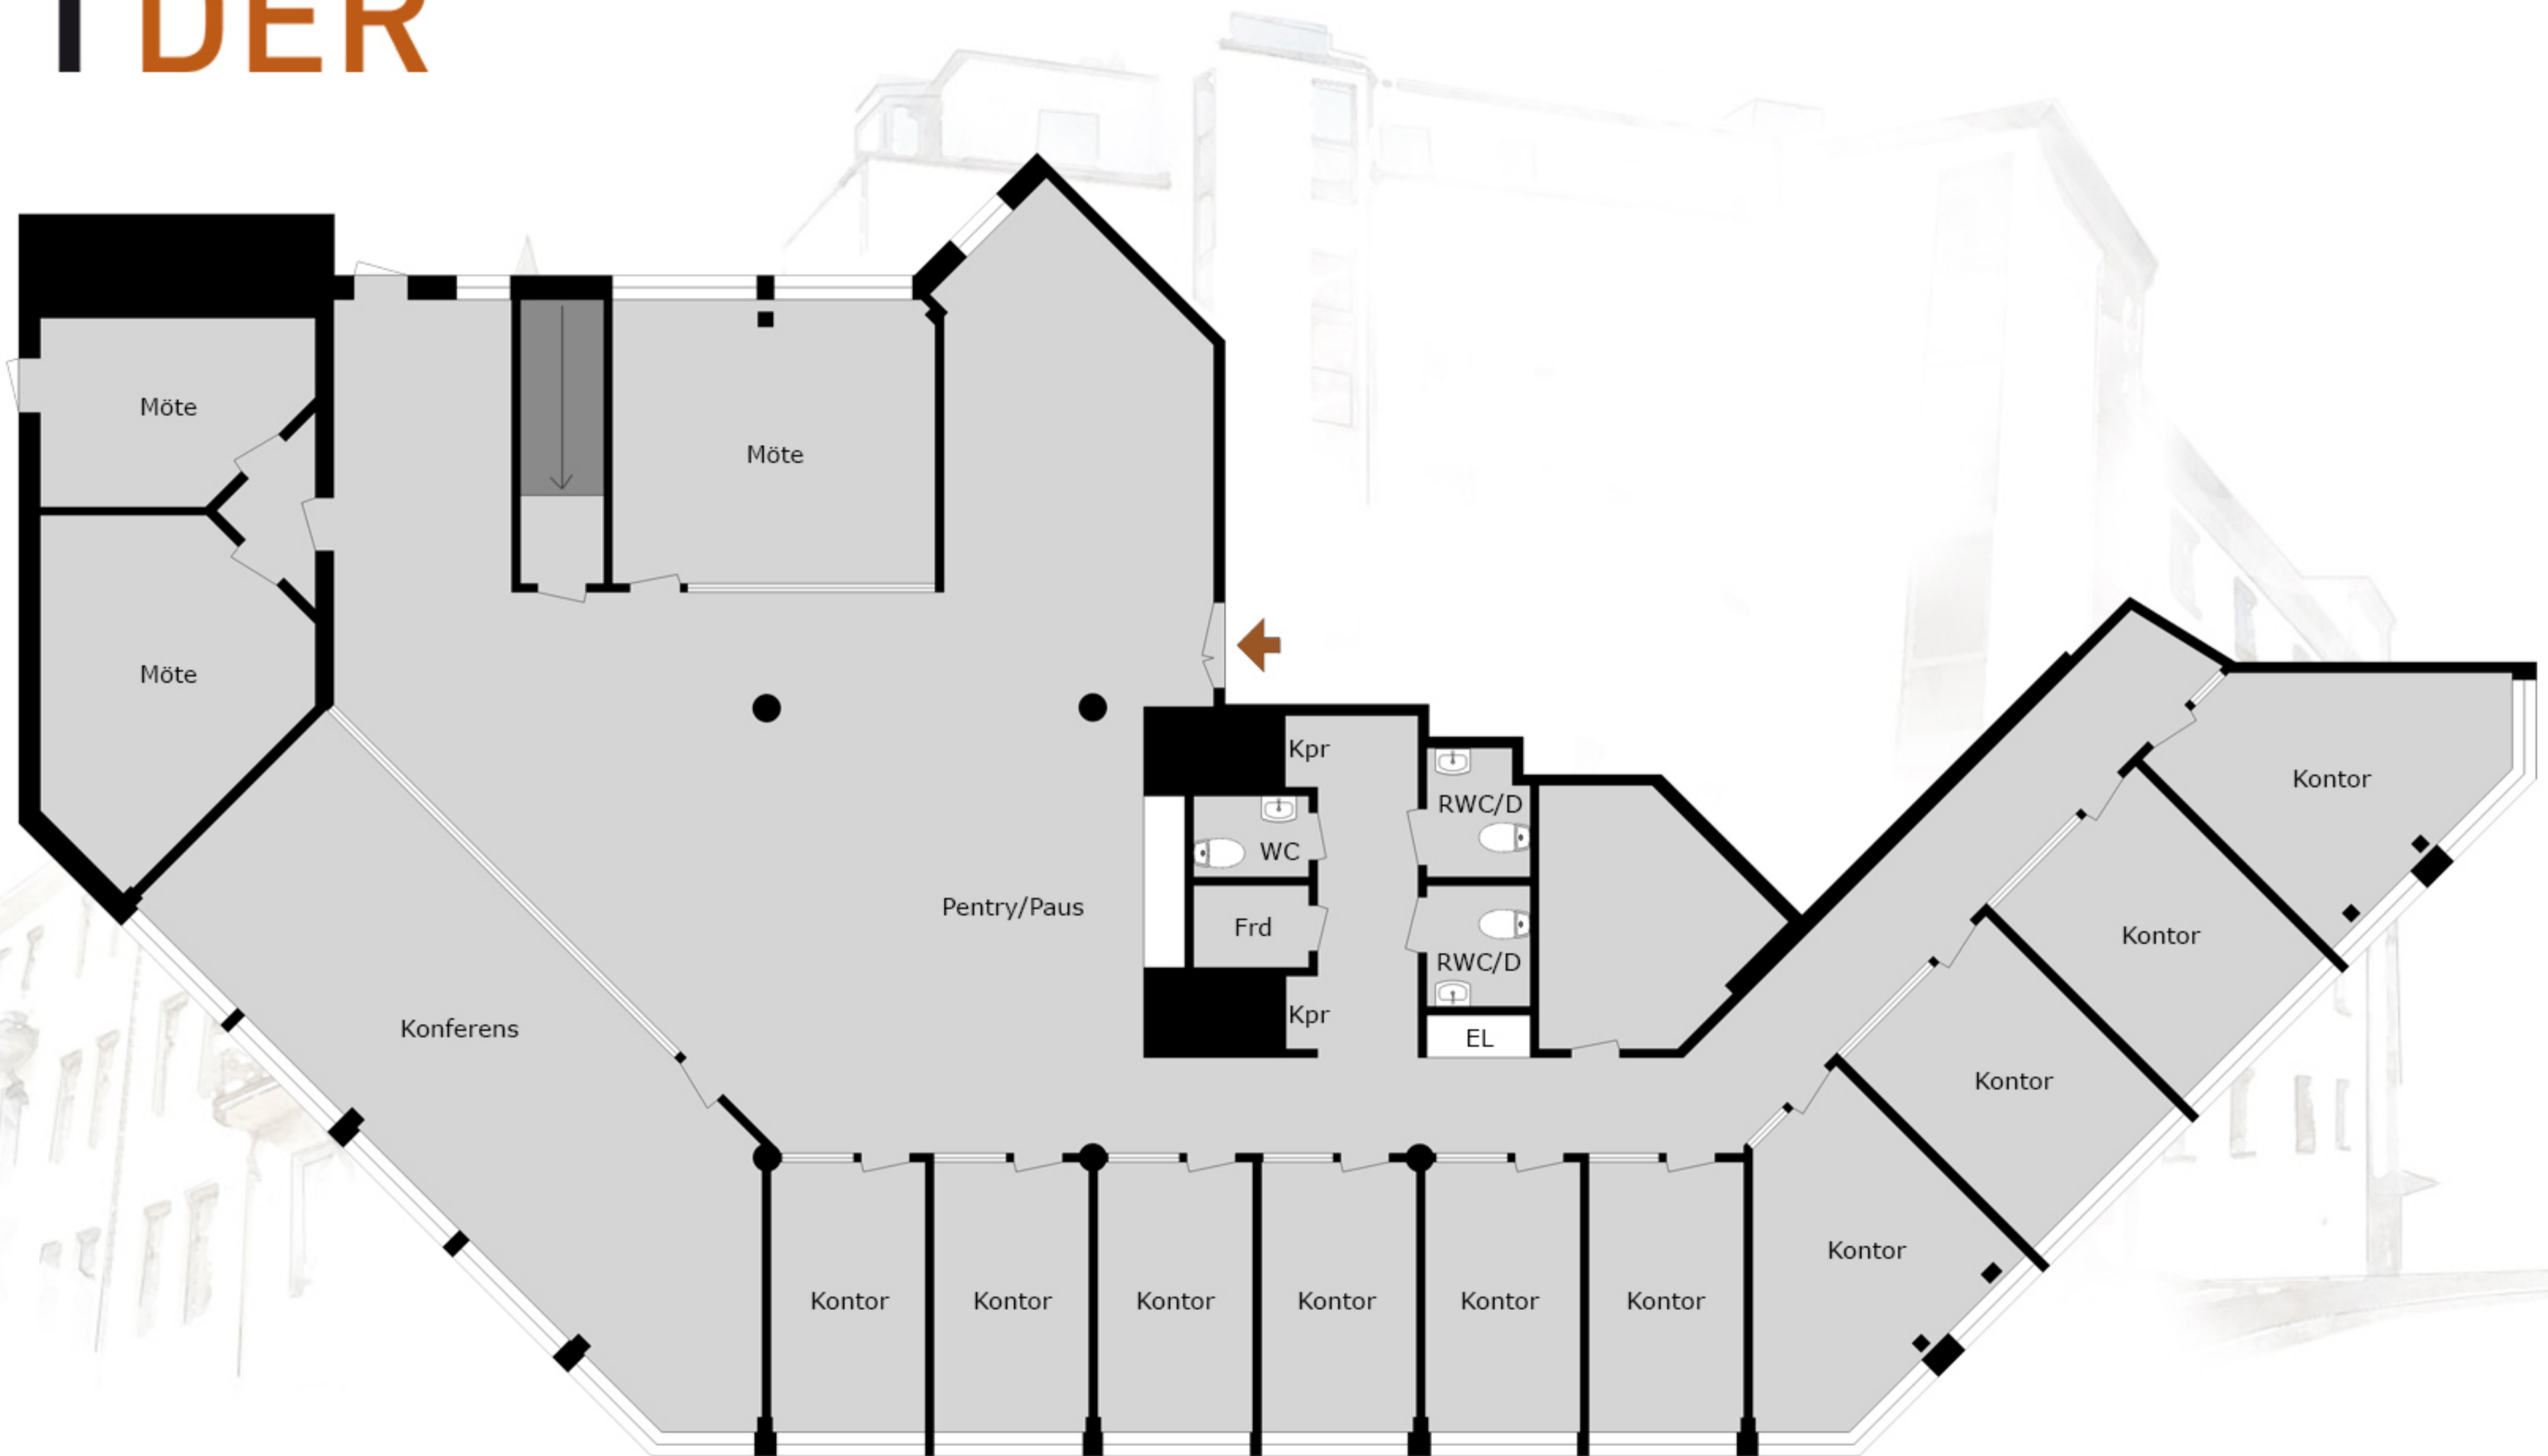 DER
Möte
Möte
Möte
Kpr
Kontor
RWC/D
WC
Pentry/Paus
Frd
Kontor
RWC/D
Kpr
Konferens
EL
Kontor
Kontor
Kontor
Kontor
Kontor
Kontor
Kontor
Kontor